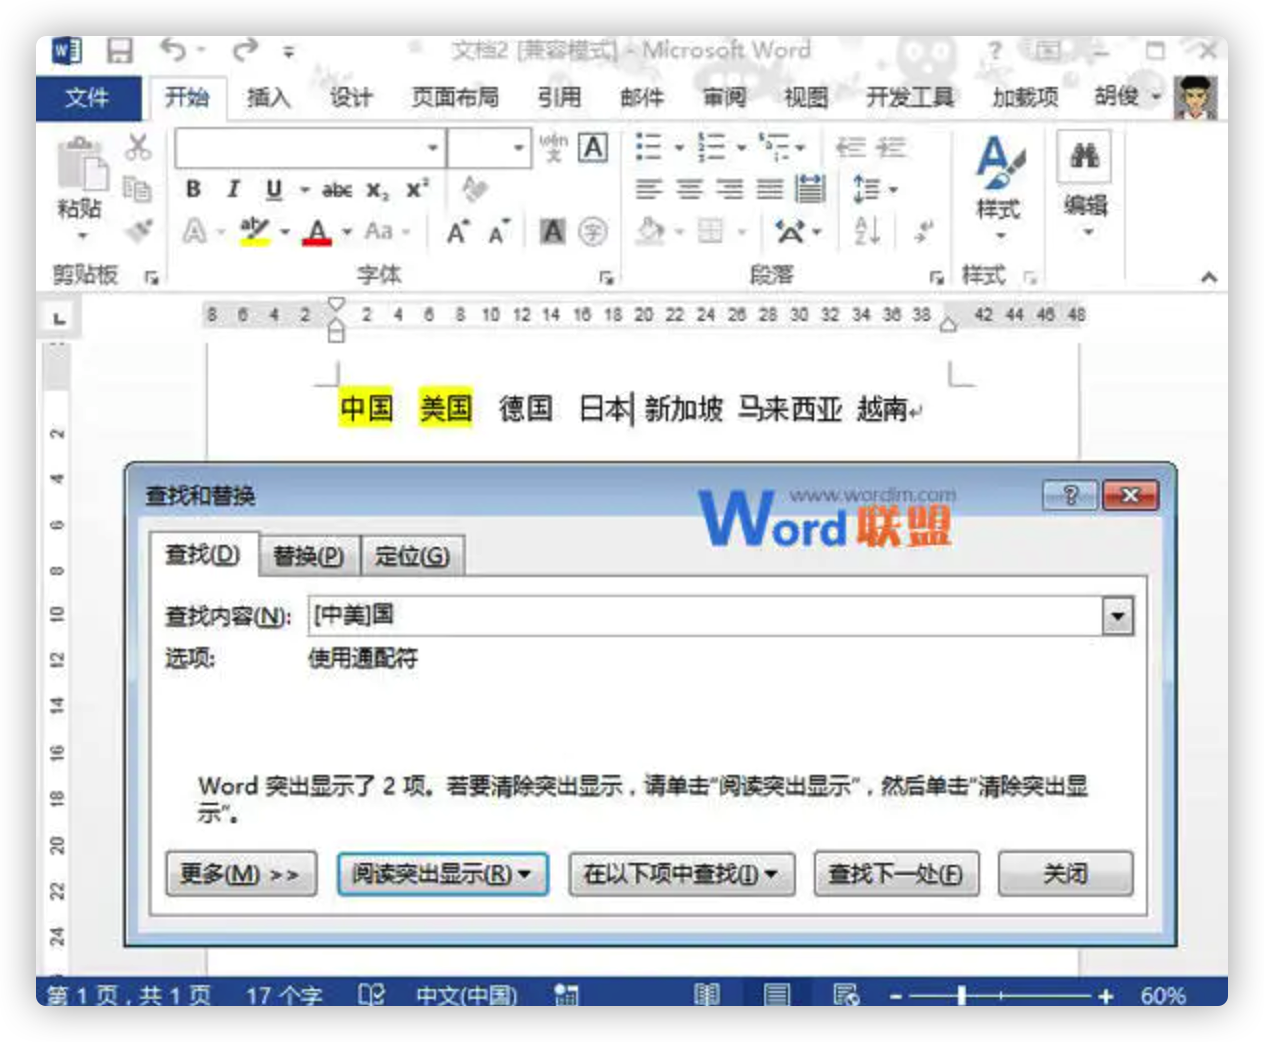 文档2 [兼容模式] - Microsoft Word
文件 开始 插入 设计 页面布局 引用 邮件 审阅 视图 开发工具 加载项 胡俊
wén 文 A
B I U abc x₂ x² 
粘贴 样式 编辑
A ab A Aa A A A 字 A A Z
剪贴板 字体 段落 样式
L 8 6 4 2 2 4 6 8 10 12 14 16 18 20 22 24 26 28 30 32 34 36 38 42 44 46 48
中国 美国 德国 日本 新加坡 马来西亚 越南
2
4
6
8
10
12
14
16
18
20
22
24
查找和替换
www.wordlm.com
Word联盟
查找(D) 替换(P) 定位(G)
查找内容(N): [中美]国
选项: 使用通配符
Word 突出显示了 2 项。若要清除突出显示，请单击“阅读突出显示”，然后单击“清除突出显
示”。
更多(M) >> 阅读突出显示(R) 在以下项中查找(I) 查找下一处(F) 关闭
第 1 页，共 1 页 17 个字 中文(中国) 60%